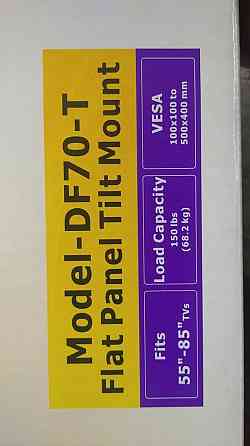 Model-DF70-T
Flat Panel Tilt Mount
Fits
55"-85" TVs
Load Capacity
150 lbs
(68.2 kg)
VESA
100x100 to
500x400 mm